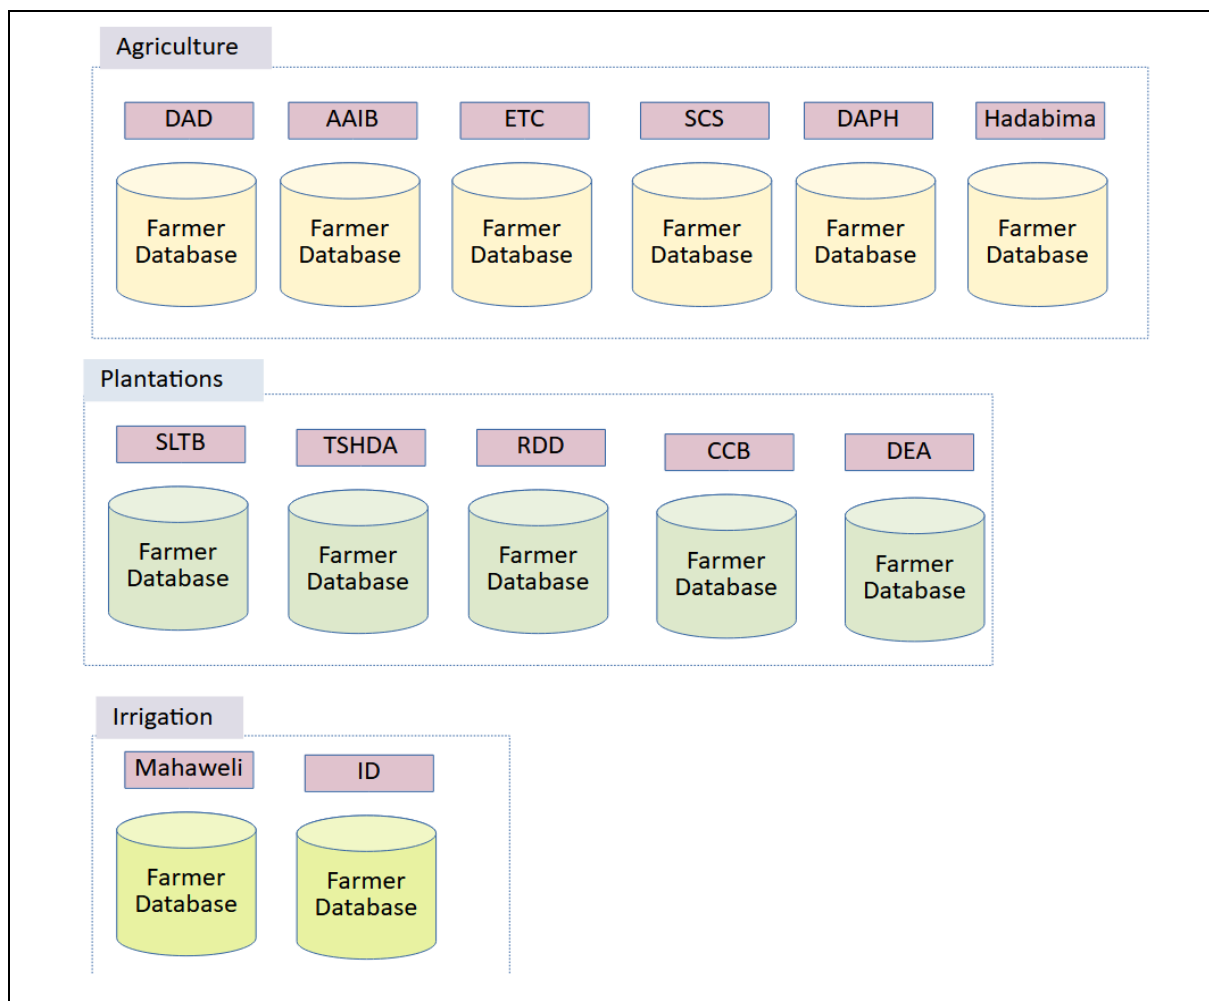 Agriculture
DAD AAIB ETC SCS DAPH Hadabima
Farmer Farmer Farmer Farmer Farmer Farmer
Database Database Database Database Database Database
Plantations
SLTB TSHDA RDD CCB DEA
Farmer Farmer Farmer Farmer Farmer
Database Database Database Database Database
Irrigation
Mahaweli ID
Farmer Farmer
Database Database